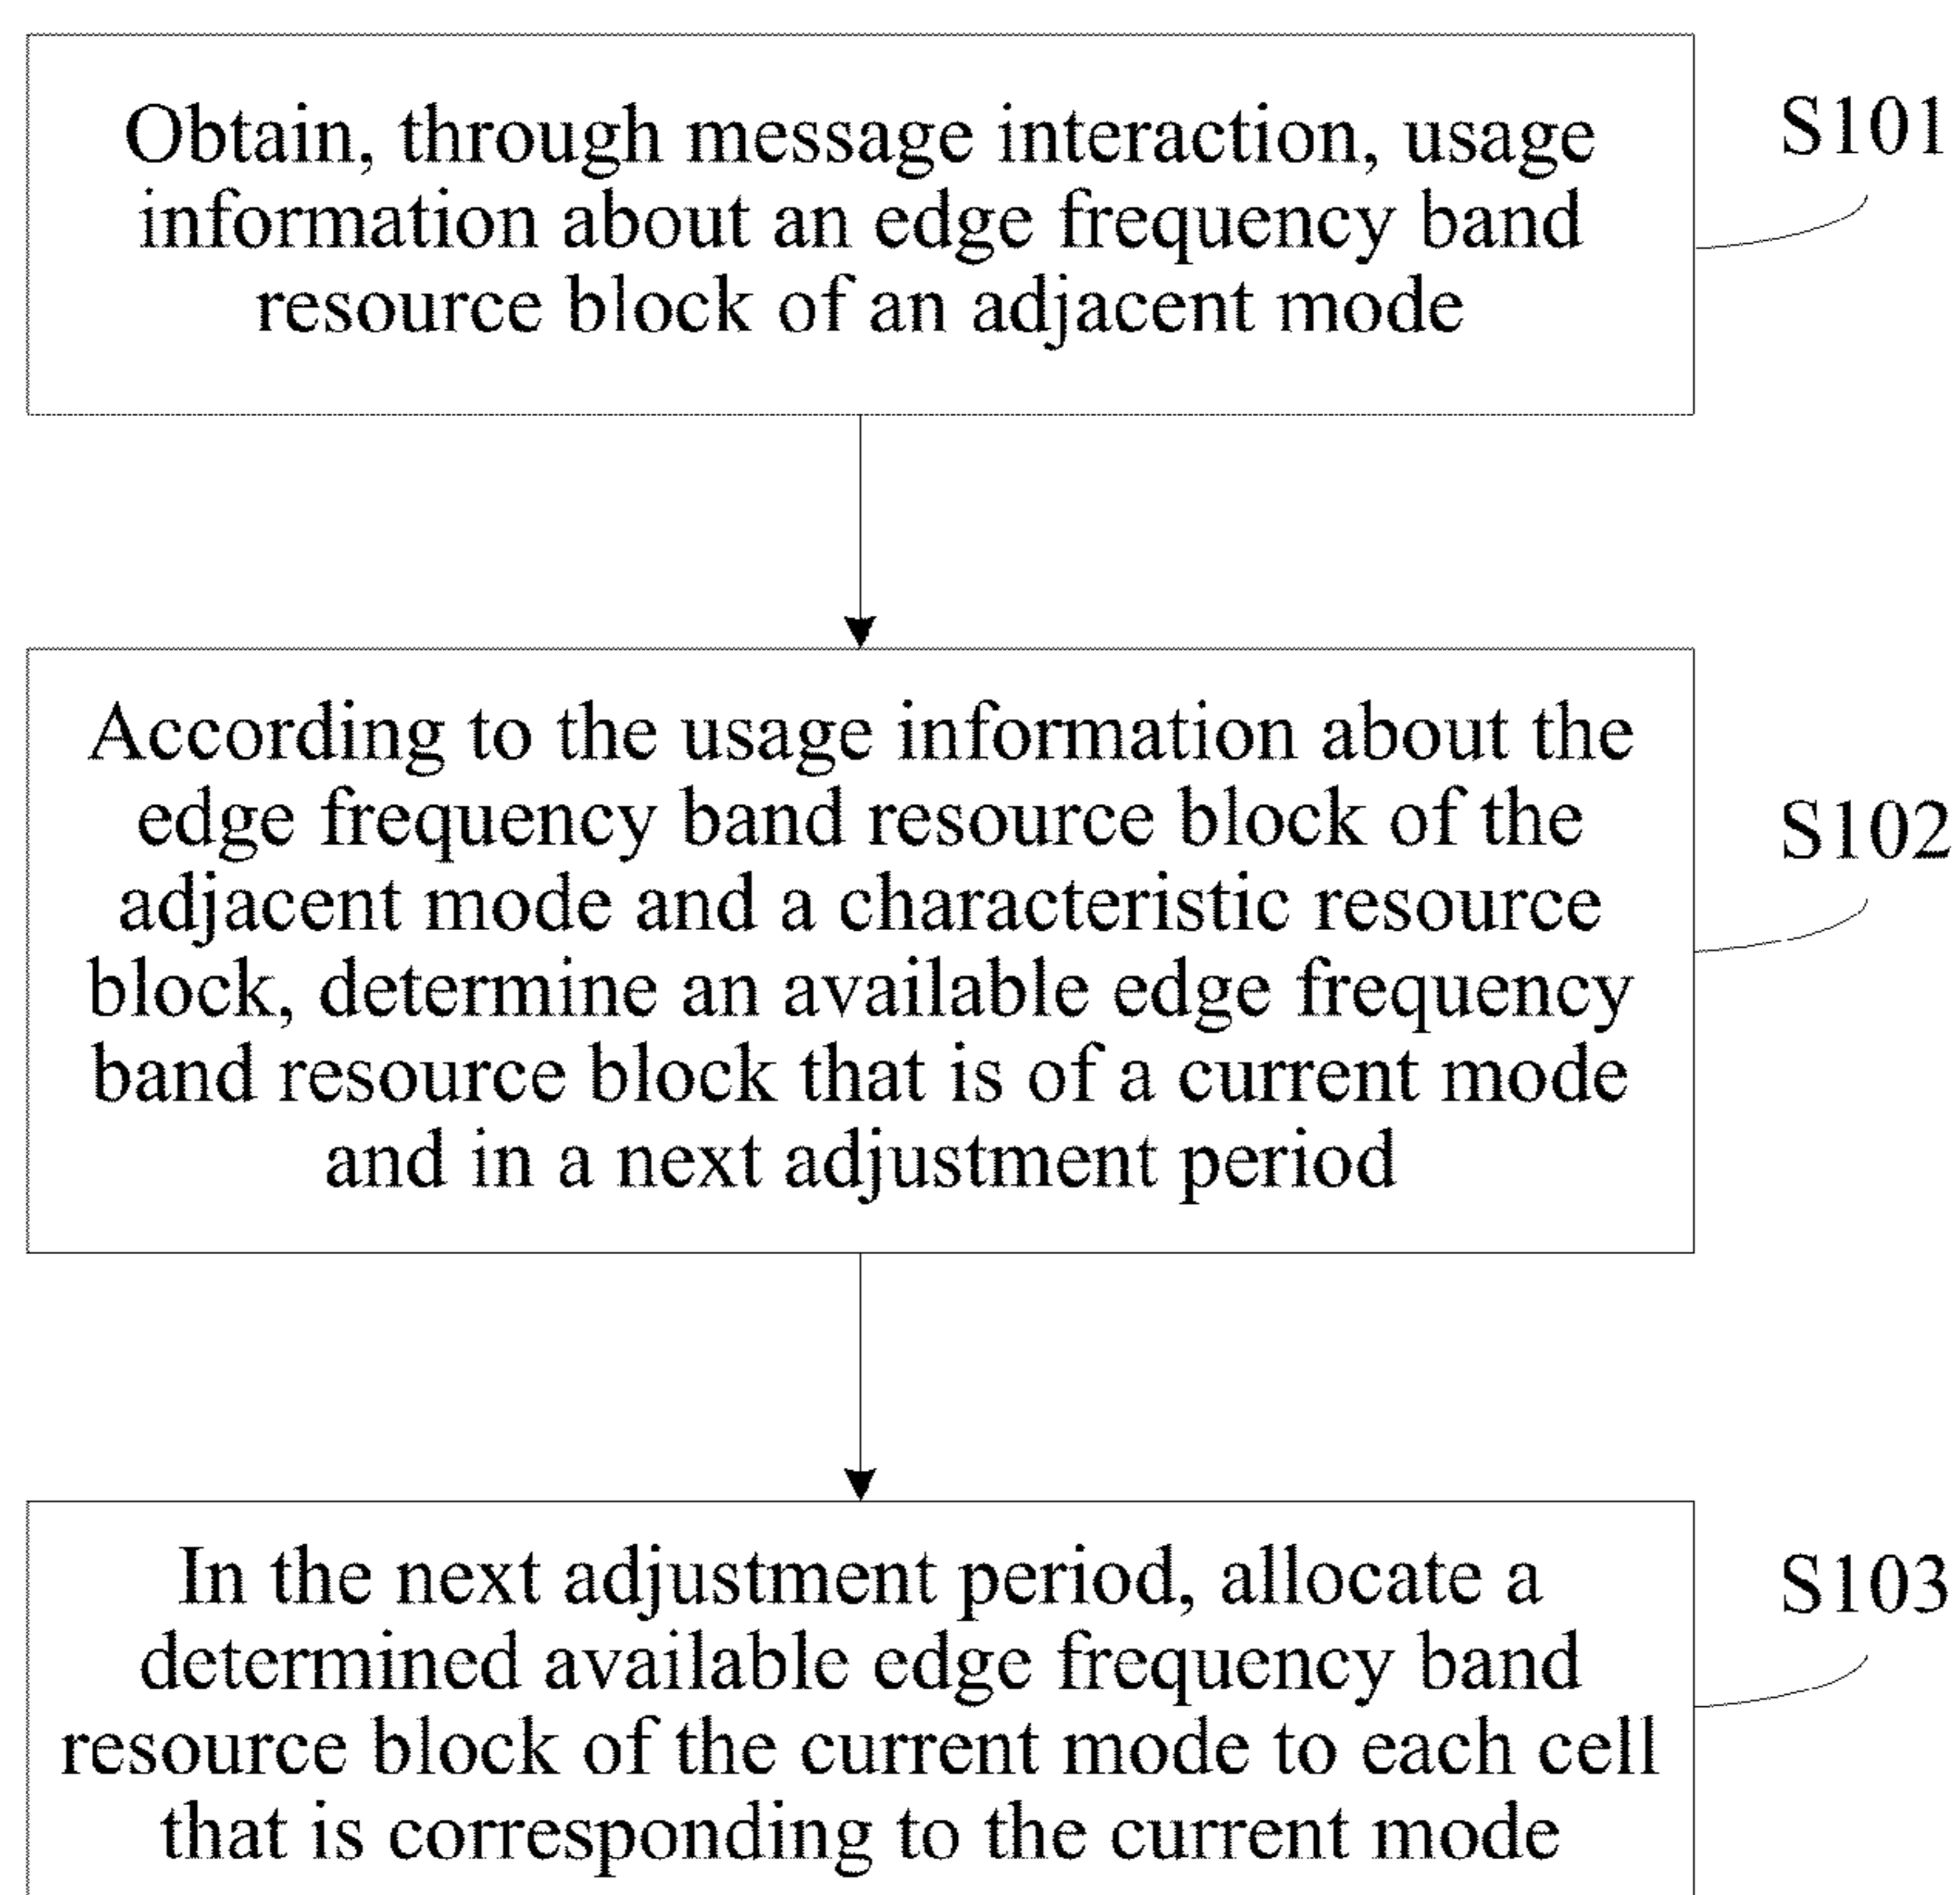 Obtain, through message interaction, usage
information about an edge frequency band
resource block of an adjacent mode
S101
According to the usage information about the
edge frequency band resource block of the
adjacent mode and a characteristic resource
block, determine an available edge frequency
band resource block that is of a current mode
and in a next adjustment period
S102
In the next adjustment period, allocate a
determined available edge frequency band
resource block of the current mode to each cell
that is corresponding to the current mode
S103